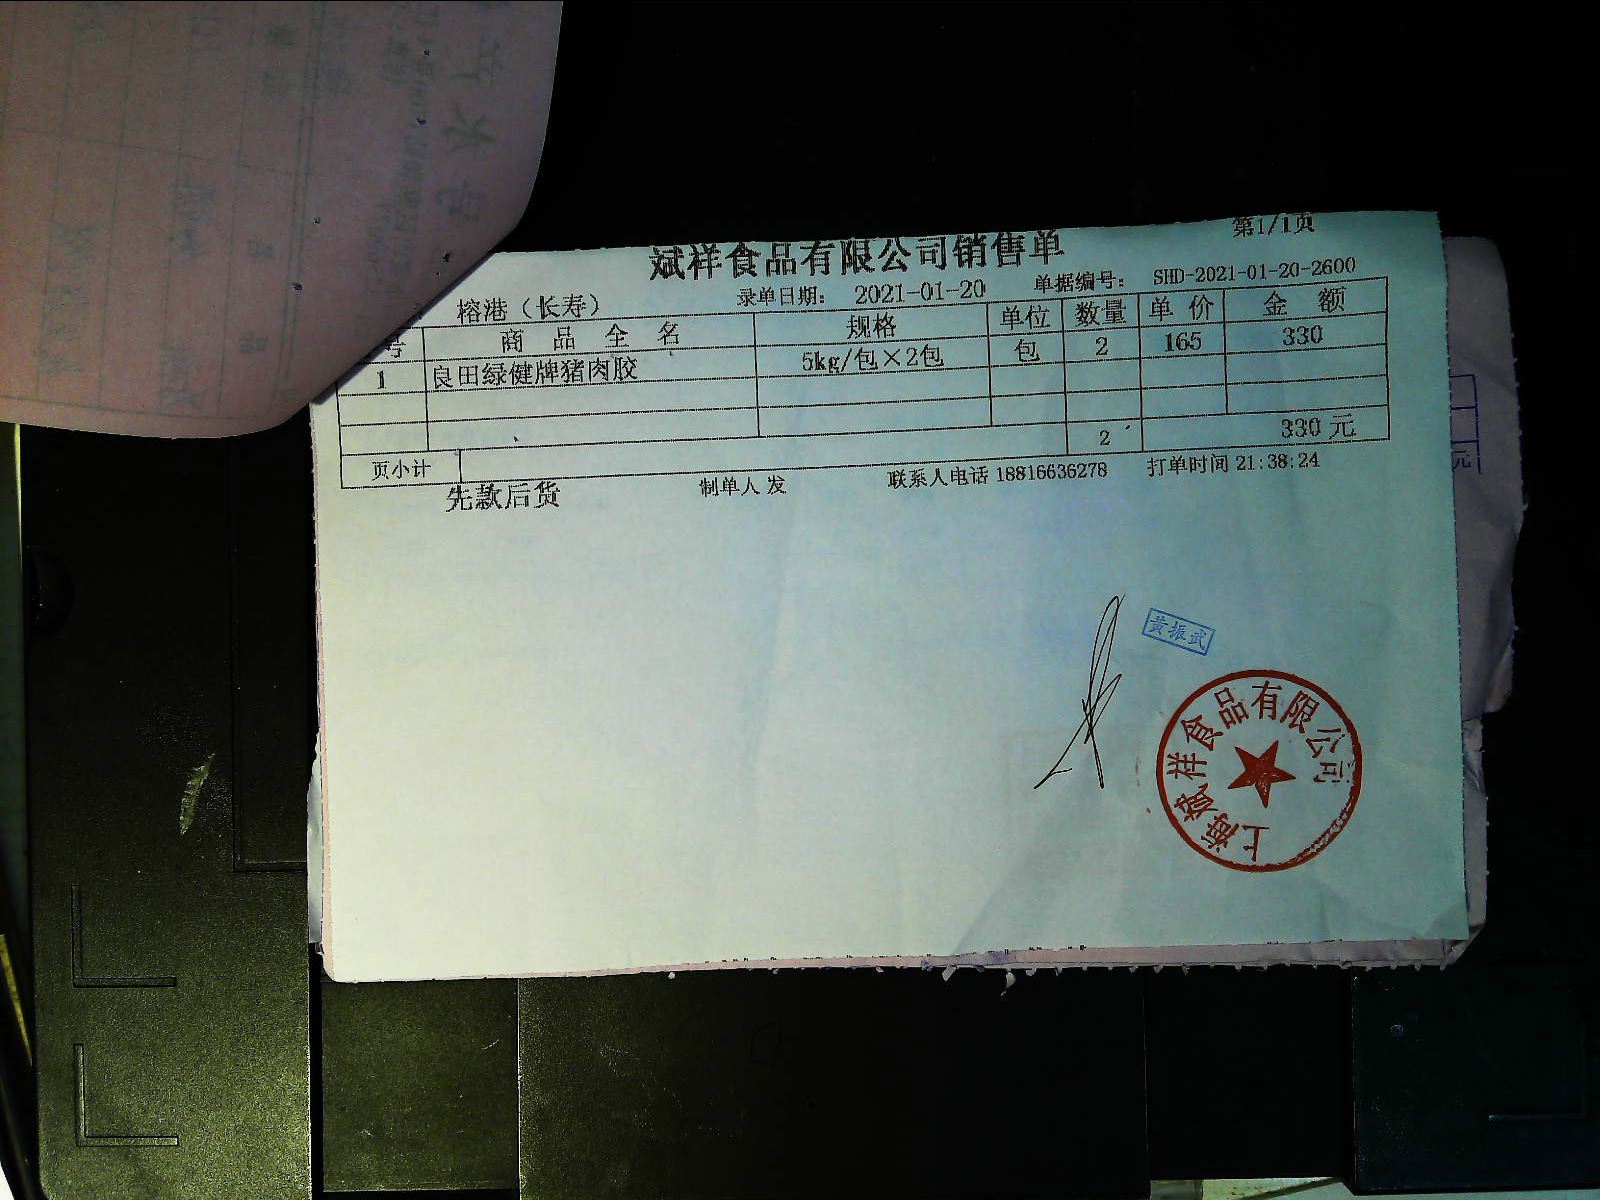 第1/1页
斌祥食品有限公司销售单
榕港（长寿） 录单日期： 2021-01-20 单据编号： SHD-2021-01-20-2600
号 商品全名 规格 单位 数量 单价 金额
1 良田绿健牌猪肉胶 5kg/包×2包 包 2 165 330
页小计 2 330 元
先款后货 制单人 发 联系人电话 18816636278 打单时间 21:38:24
黄振武
上海斌祥食品有限公司
元